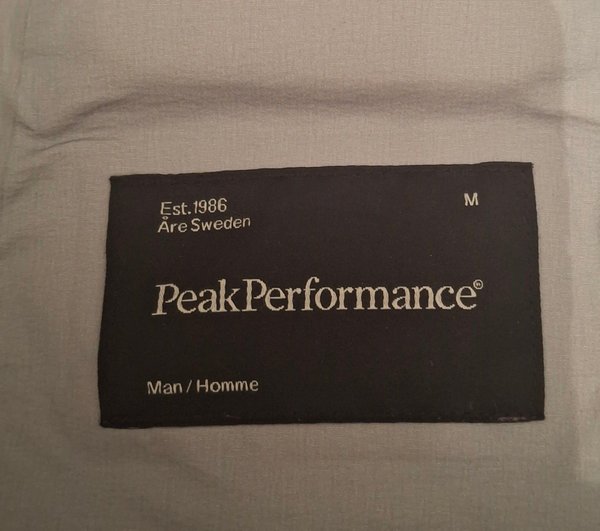 Est.1986
M
Åre Sweden
PeakPerformance®
Man / Homme